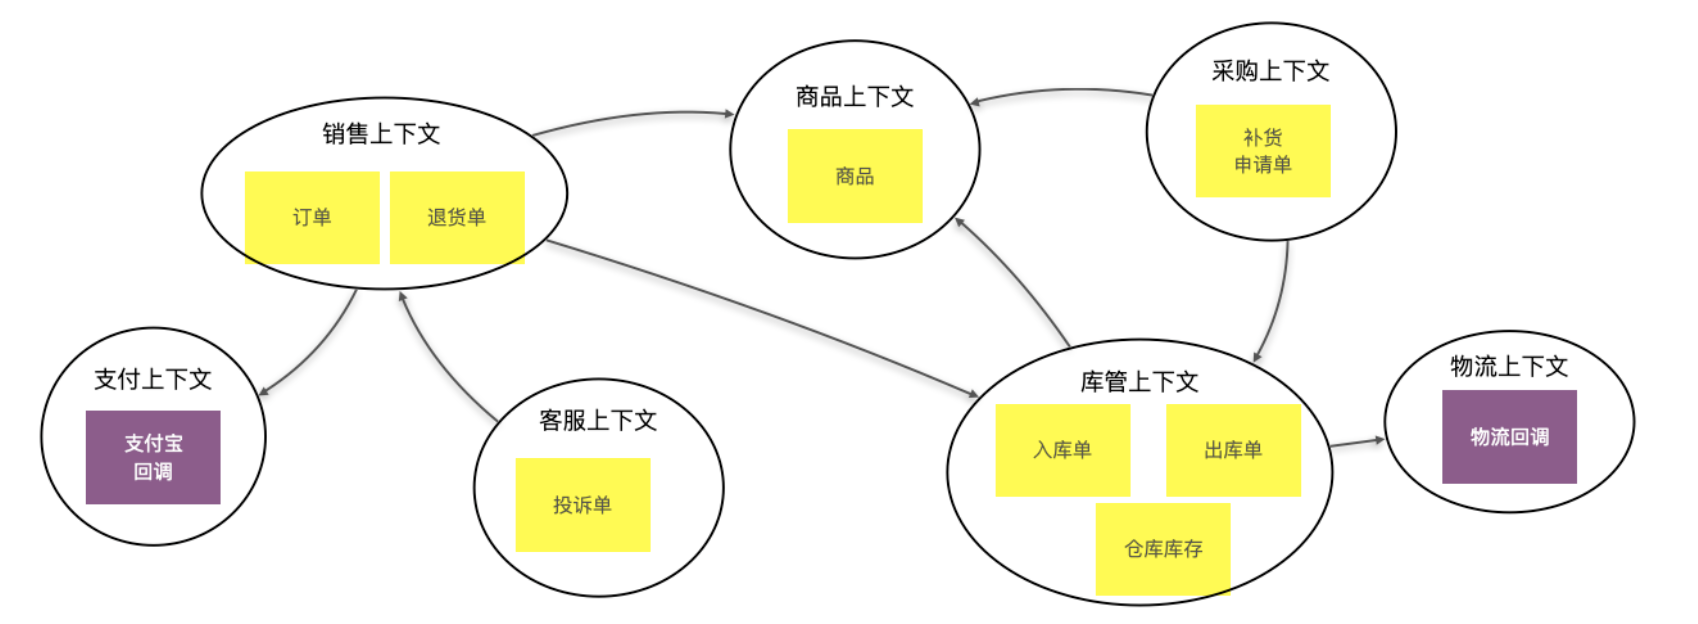 销售上下文
订单
退货单
商品上下文
商品
采购上下文
补货
申请单
支付上下文
支付宝
回调
客服上下文
投诉单
库管上下文
入库单
出库单
仓库库存
物流上下文
物流回调